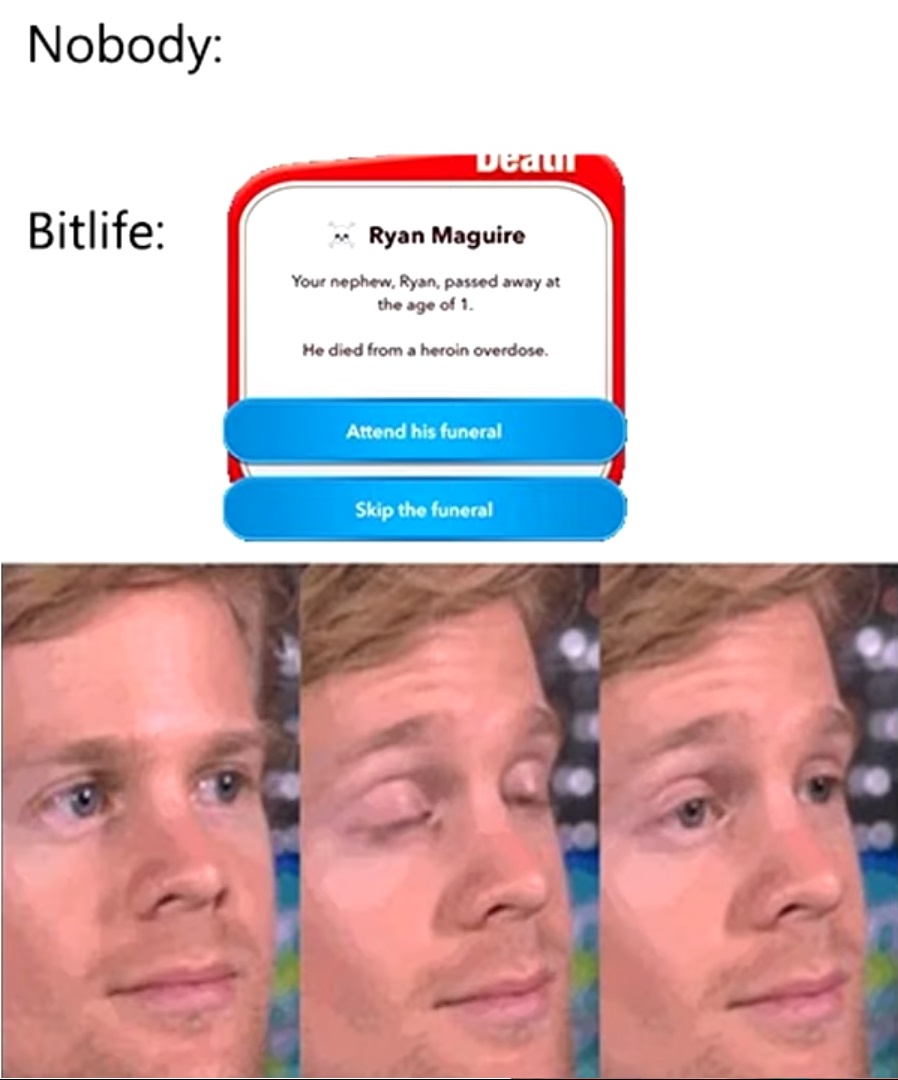 Nobody:
Death
Bitlife:
Ryan Maguire
Your nephew, Ryan, passed away at
the age of 1.
He died from a heroin overdose.
Attend his funeral
Skip the funeral